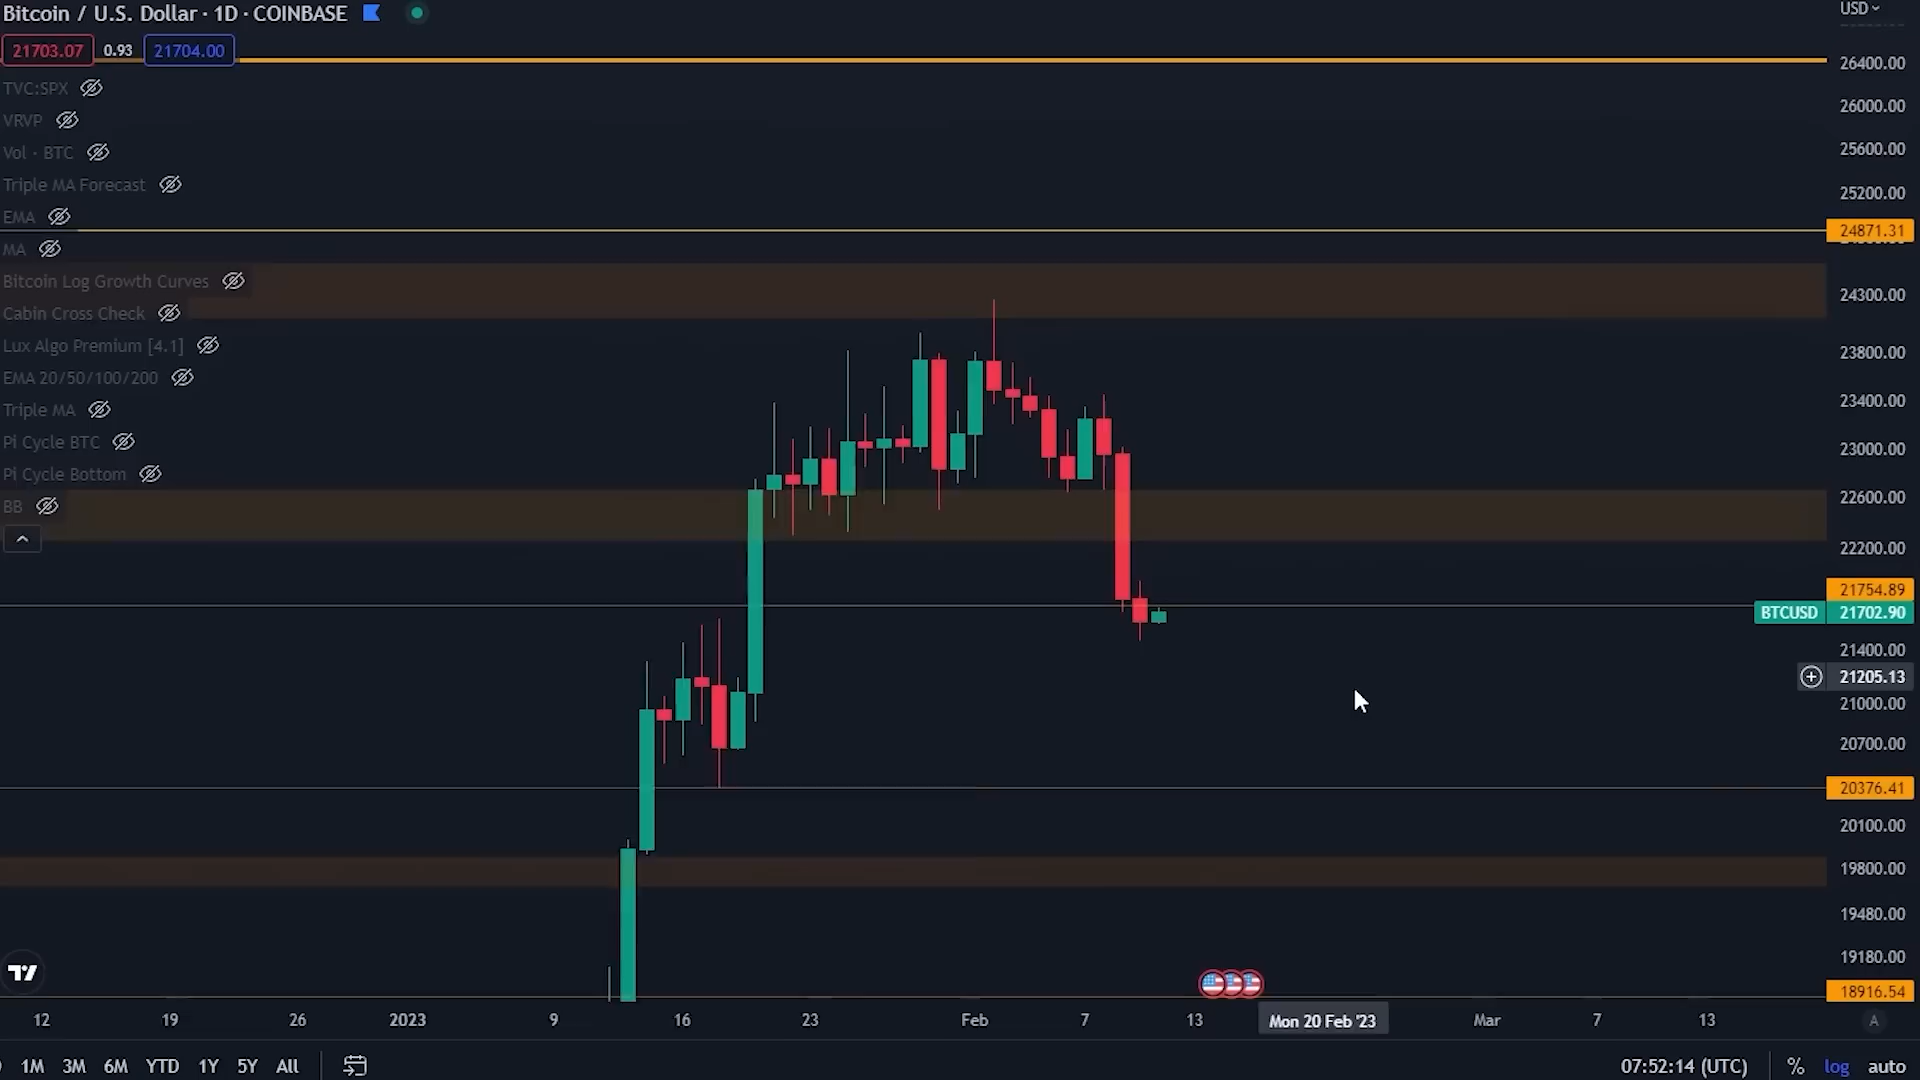 Bitcoin / U.S. Dollar · 1D · COINBASE
USD
21703.07 0.93 21704.00
26400.00
TVC:SPX
26000.00
VRVP
25600.00
Vol · BTC
Triple MA Forecast
25200.00
EMA
24871.31
MA
Bitcoin Log Growth Curves
24300.00
Cabin Cross Check
Lux Algo Premium [4.1]
23800.00
EMA 20/50/100/200
23400.00
Triple MA
Pi Cycle BTC
23000.00
Pi Cycle Bottom
22600.00
BB
22200.00
21754.89
BTCUSD 21702.90
21400.00
21205.13
21000.00
20700.00
20376.41
20100.00
19800.00
19480.00
19180.00
18916.54
12 19 26 2023 9 16 23 Feb 7 13 Mon 20 Feb '23 Mar 7 13 A
1M 3M 6M YTD 1Y 5Y All 07:52:14 (UTC) % log auto